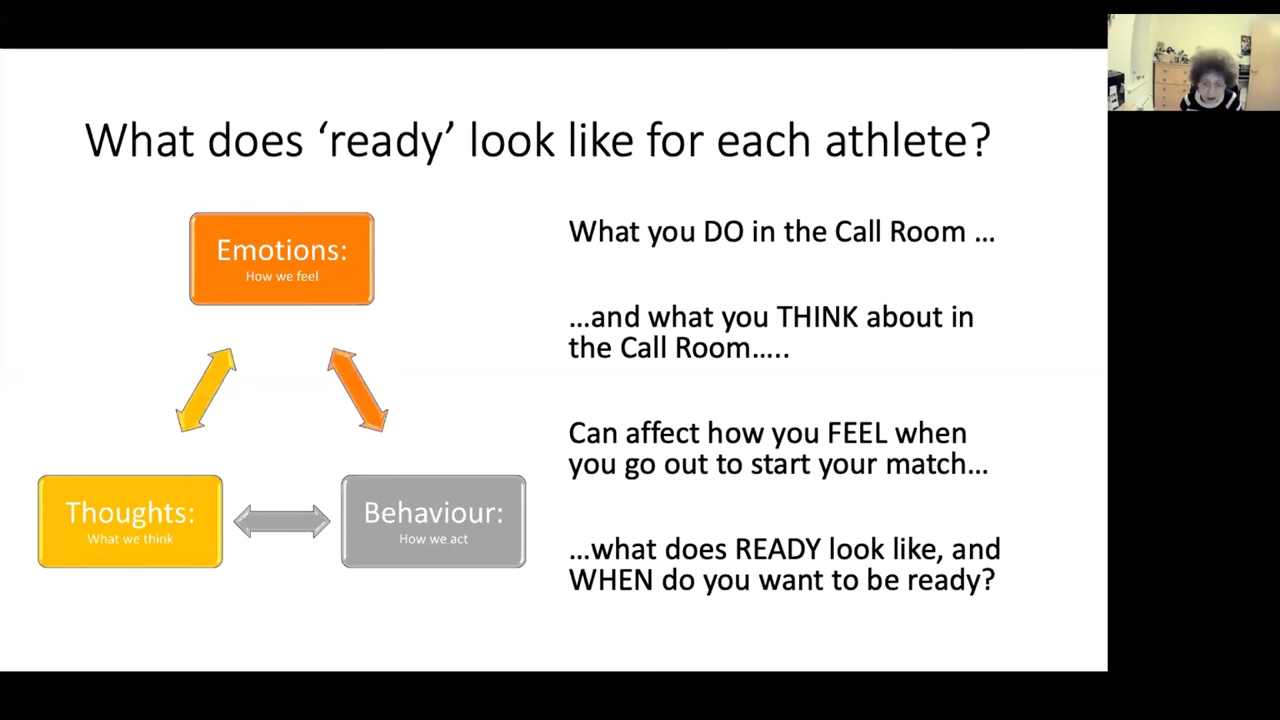 What does ‘ready’ look like for each athlete?
Emotions:
How we feel
Thoughts:
What we think
Behaviour:
How we act
What you DO in the Call Room …
…and what you THINK about in
the Call Room…..
Can affect how you FEEL when
you go out to start your match…
…what does READY look like, and
WHEN do you want to be ready?